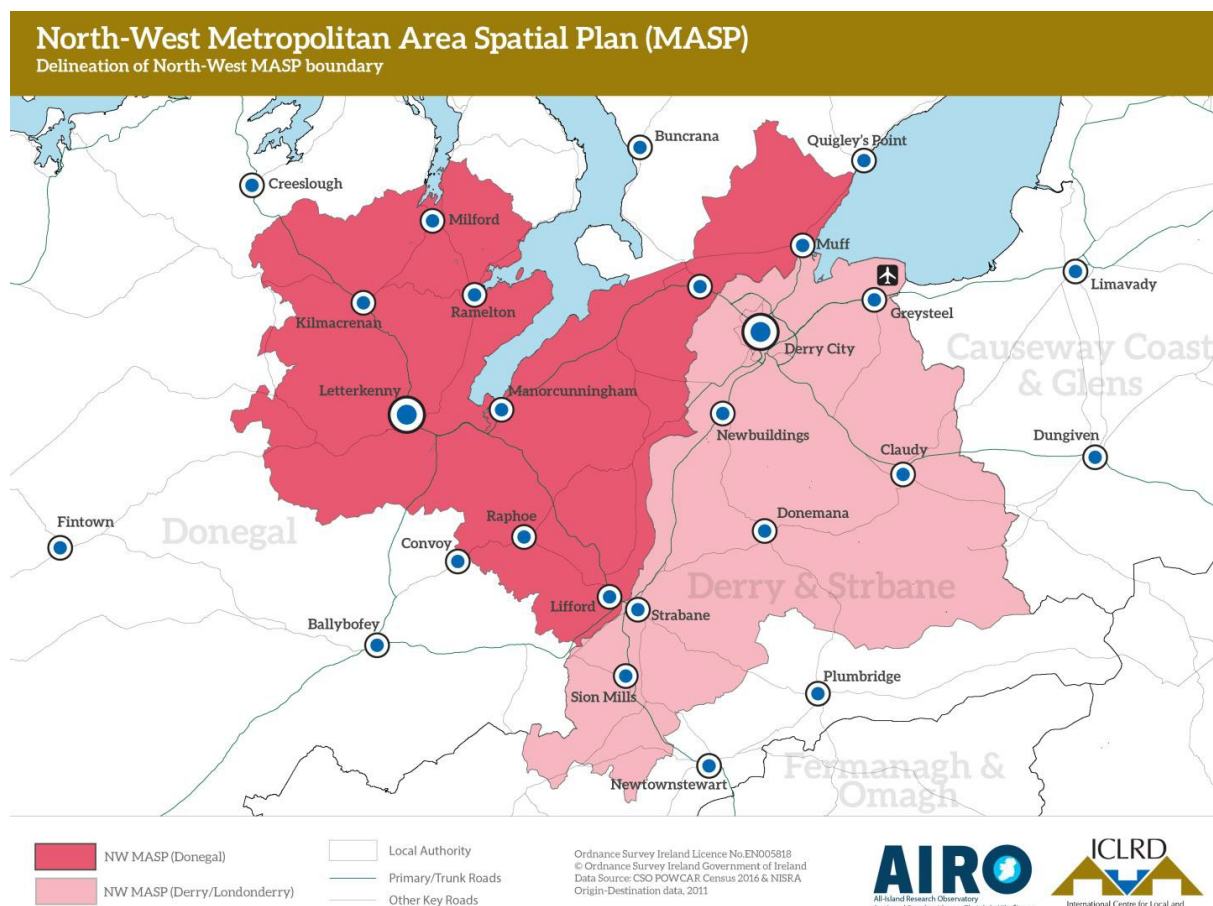 North-West Metropolitan Area Spatial Plan (MASP)
Delineation of North-West MASP boundary
Buncrana
Quigley's Point
Creeslough
Milford
Muff
Limavady
Kilmacrenan
Ramelton
Greysteel
Derry City
Causeway Coast
& Glens
Letterkenny
Manorcunningham
Newbuildings
Dungiven
Claudy
Fintown
Donegal
Raphoe
Donemana
Convoy
Derry & Strbane
Lifford
Strabane
Ballybofey
Plumbridge
Sion Mills
Newtownstewart
Fermanagh &
Omagh
NW MASP (Donegal)
NW MASP (Derry/Londonderry)
Local Authority
Primary/Trunk Roads
Other Key Roads
Ordnance Survey Ireland Licence No.EN005818
© Ordnance Survey Ireland Government of Ireland
Data Source: CSO POWCAR Census 2016 & NISRA
Origin-Destination data, 2011
AIRO
All-Island Research Observatory
ICLRD
International Centre for Local and